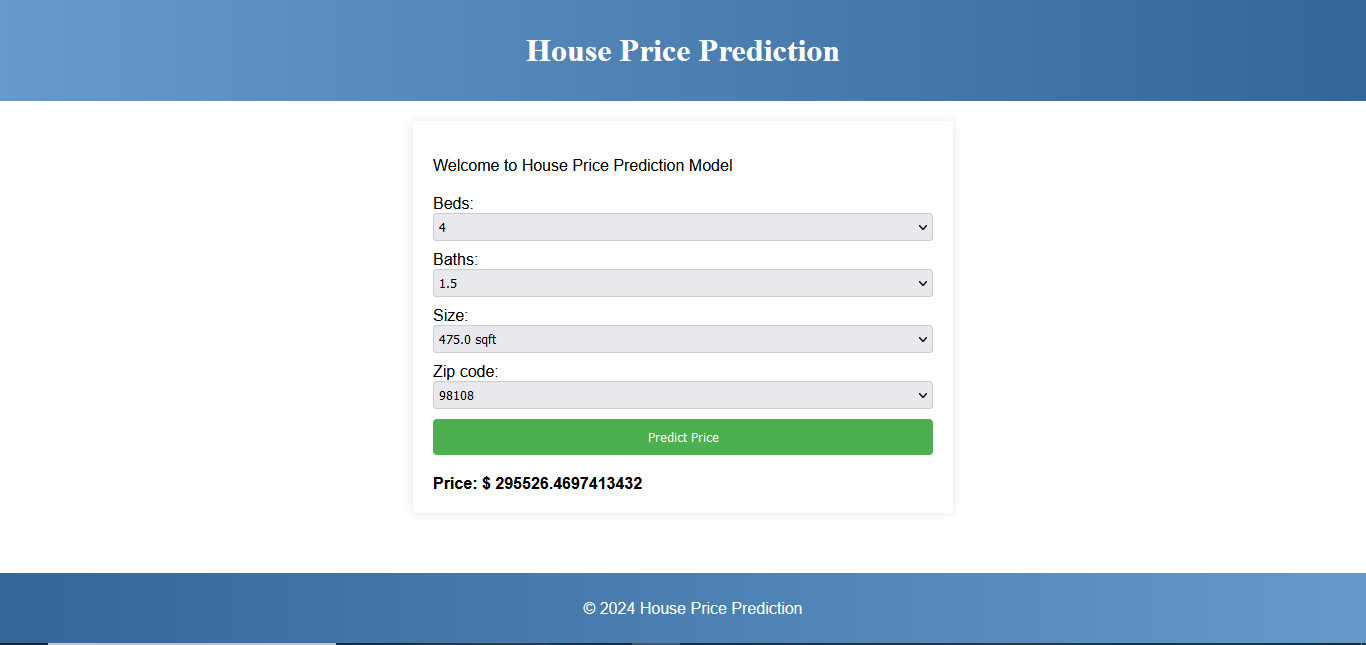 House Price Prediction
Welcome to House Price Prediction Model
Beds:
4
Baths:
1.5
Size:
475.0 sqft
Zip code:
98108
Predict Price
Price: $ 295526.4697413432
© 2024 House Price Prediction